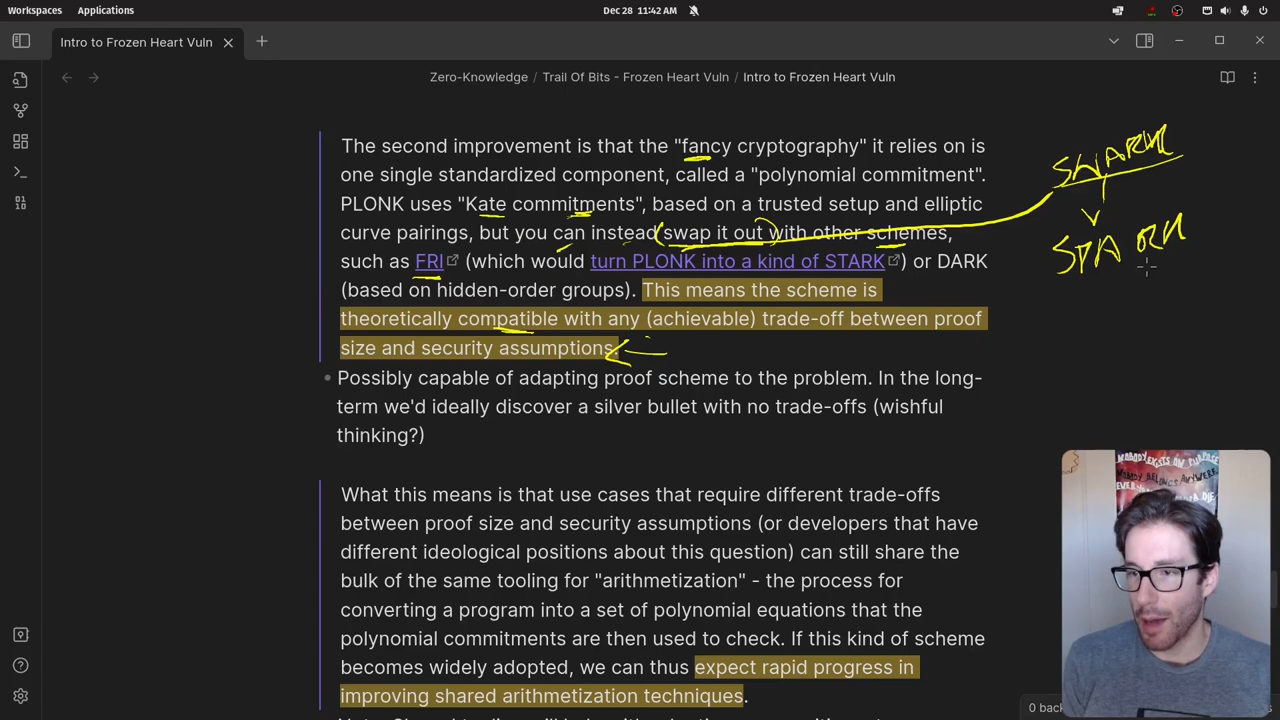 Workspaces Applications Dec 28 11:42 AM
Intro to Frozen Heart Vuln
Zero-Knowledge / Trail Of Bits - Frozen Heart Vuln / Intro to Frozen Heart Vuln
The second improvement is that the "fancy cryptography" it relies on is
one single standardized component, called a "polynomial commitment".
PLONK uses "Kate commitments", based on a trusted setup and elliptic
curve pairings, but you can instead swap it out with other schemes,
such as FRI (which would turn PLONK into a kind of STARK) or DARK
(based on hidden-order groups). This means the scheme is
theoretically compatible with any (achievable) trade-off between proof
size and security assumptions.
Possibly capable of adapting proof scheme to the problem. In the long-
term we'd ideally discover a silver bullet with no trade-offs (wishful
thinking?)
What this means is that use cases that require different trade-offs
between proof size and security assumptions (or developers that have
different ideological positions about this question) can still share the
bulk of the same tooling for "arithmetization" - the process for
converting a program into a set of polynomial equations that the
polynomial commitments are then used to check. If this kind of scheme
becomes widely adopted, we can thus expect rapid progress in
improving shared arithmetization techniques.
NOBODY EXISTS ON PURPOSE
0 back